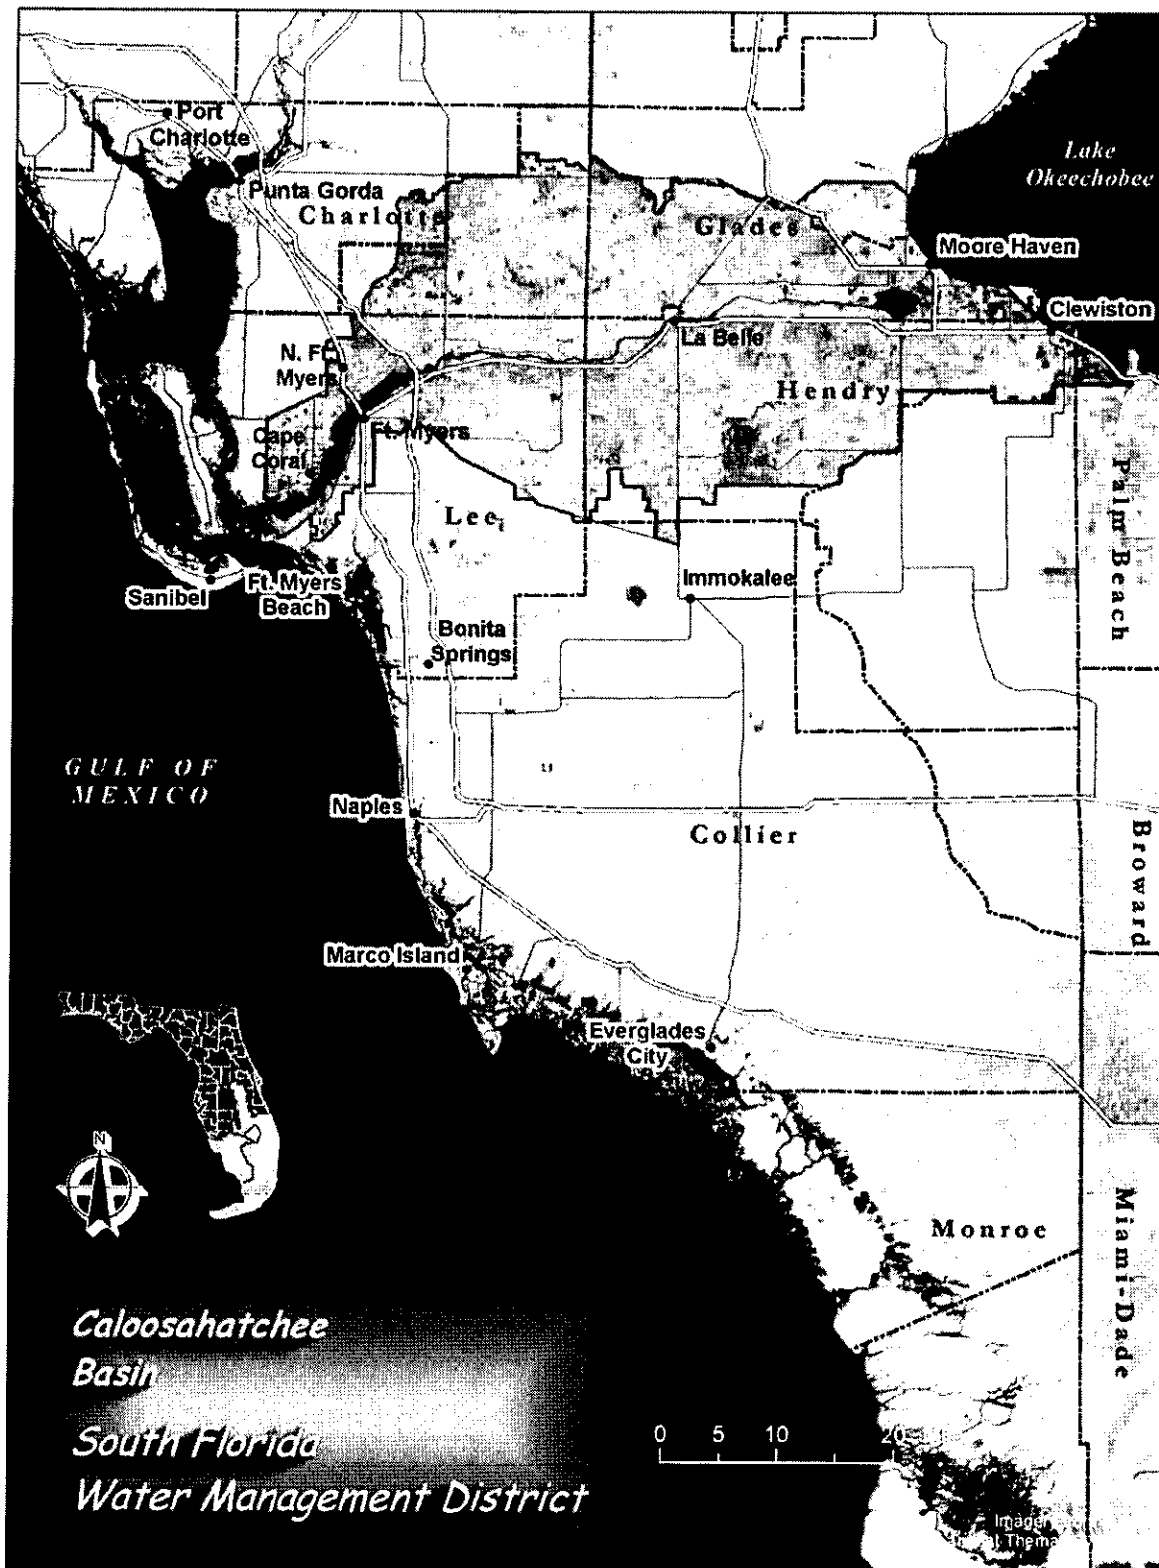 Port
Charlotte
Lake
Okeechobee
Punta Gorda
Charlotte
Glades
Moore Haven
Clewiston
La Belle
N. Ft.
Myers
Hendry
Cape
Coral
Ft. Myers
Palm Beach
Lee
Immokalee
Sanibel
Ft. Myers
Beach
Bonita
Springs
GULF OF
MEXICO
Naples
Collier
Broward
Marco Island
Everglades
City
N
Monroe
Miami-Dade
Caloosahatchee
Basin
South Florida
Water Management District
0 5 10 20